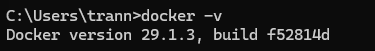 C:\Users\trann>docker -v
Docker version 29.1.3, build f52814d